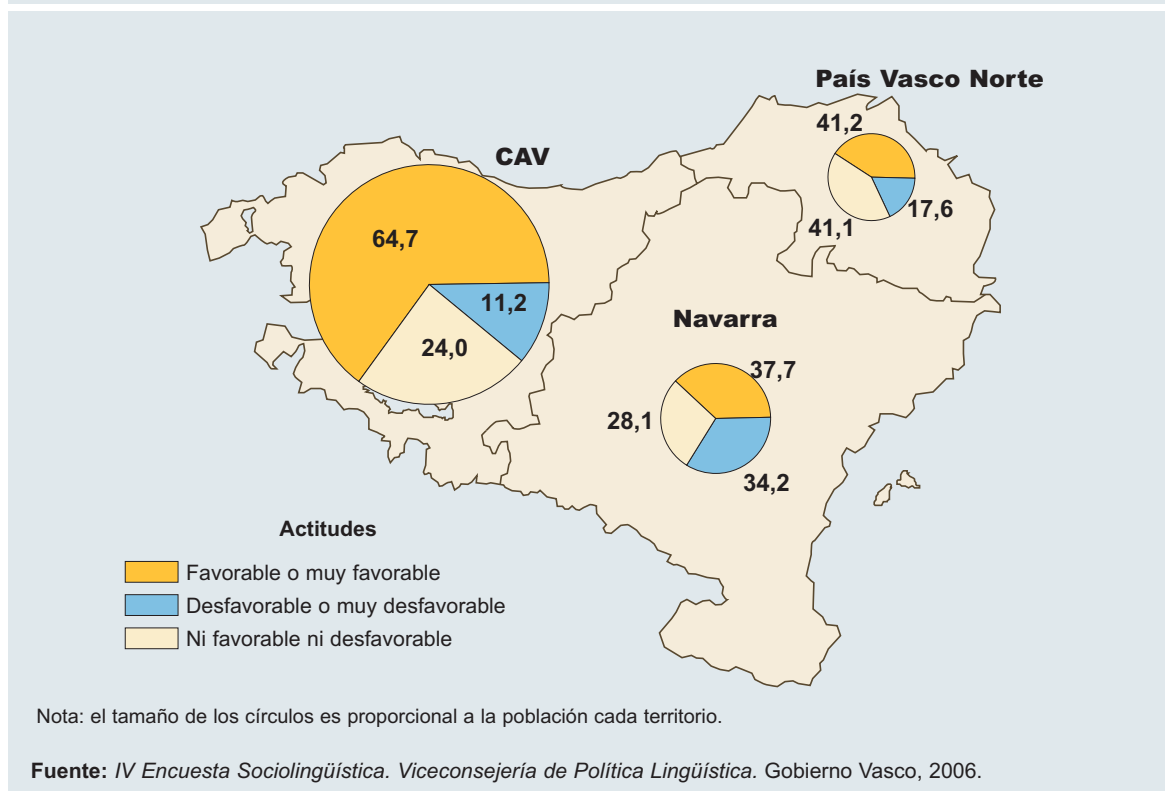 País Vasco Norte
41,2
17,6
41,1
CAV
64,7
11,2
24,0
Navarra
37,7
28,1
34,2
Actitudes
Favorable o muy favorable
Desfavorable o muy desfavorable
Ni favorable ni desfavorable
Nota: el tamaño de los círculos es proporcional a la población cada territorio.
Fuente: IV Encuesta Sociolingüística. Viceconsejería de Política Lingüística. Gobierno Vasco, 2006.